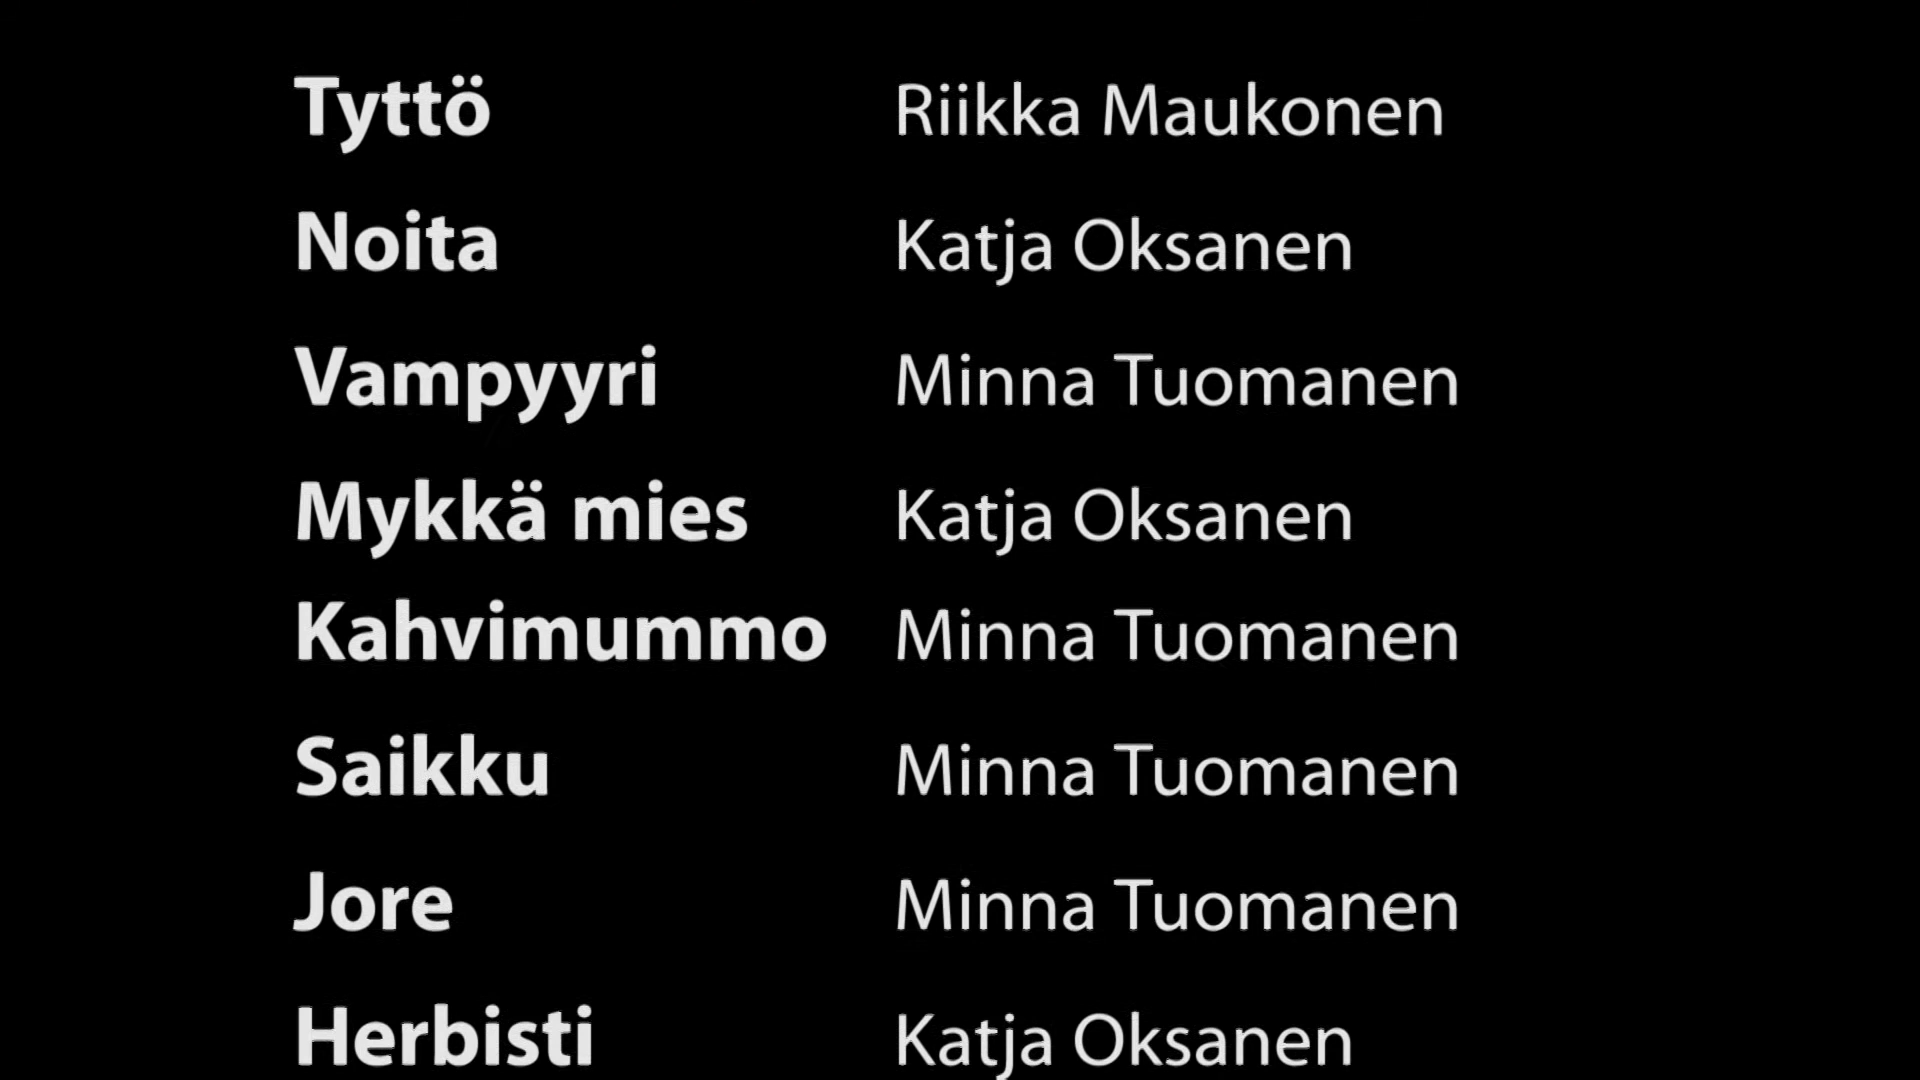 Tyttö Riikka Maukonen
Noita Katja Oksanen
Vampyyri Minna Tuomanen
Mykkä mies Katja Oksanen
Kahvimummo Minna Tuomanen
Saikku Minna Tuomanen
Jore Minna Tuomanen
Herbisti Katja Oksanen